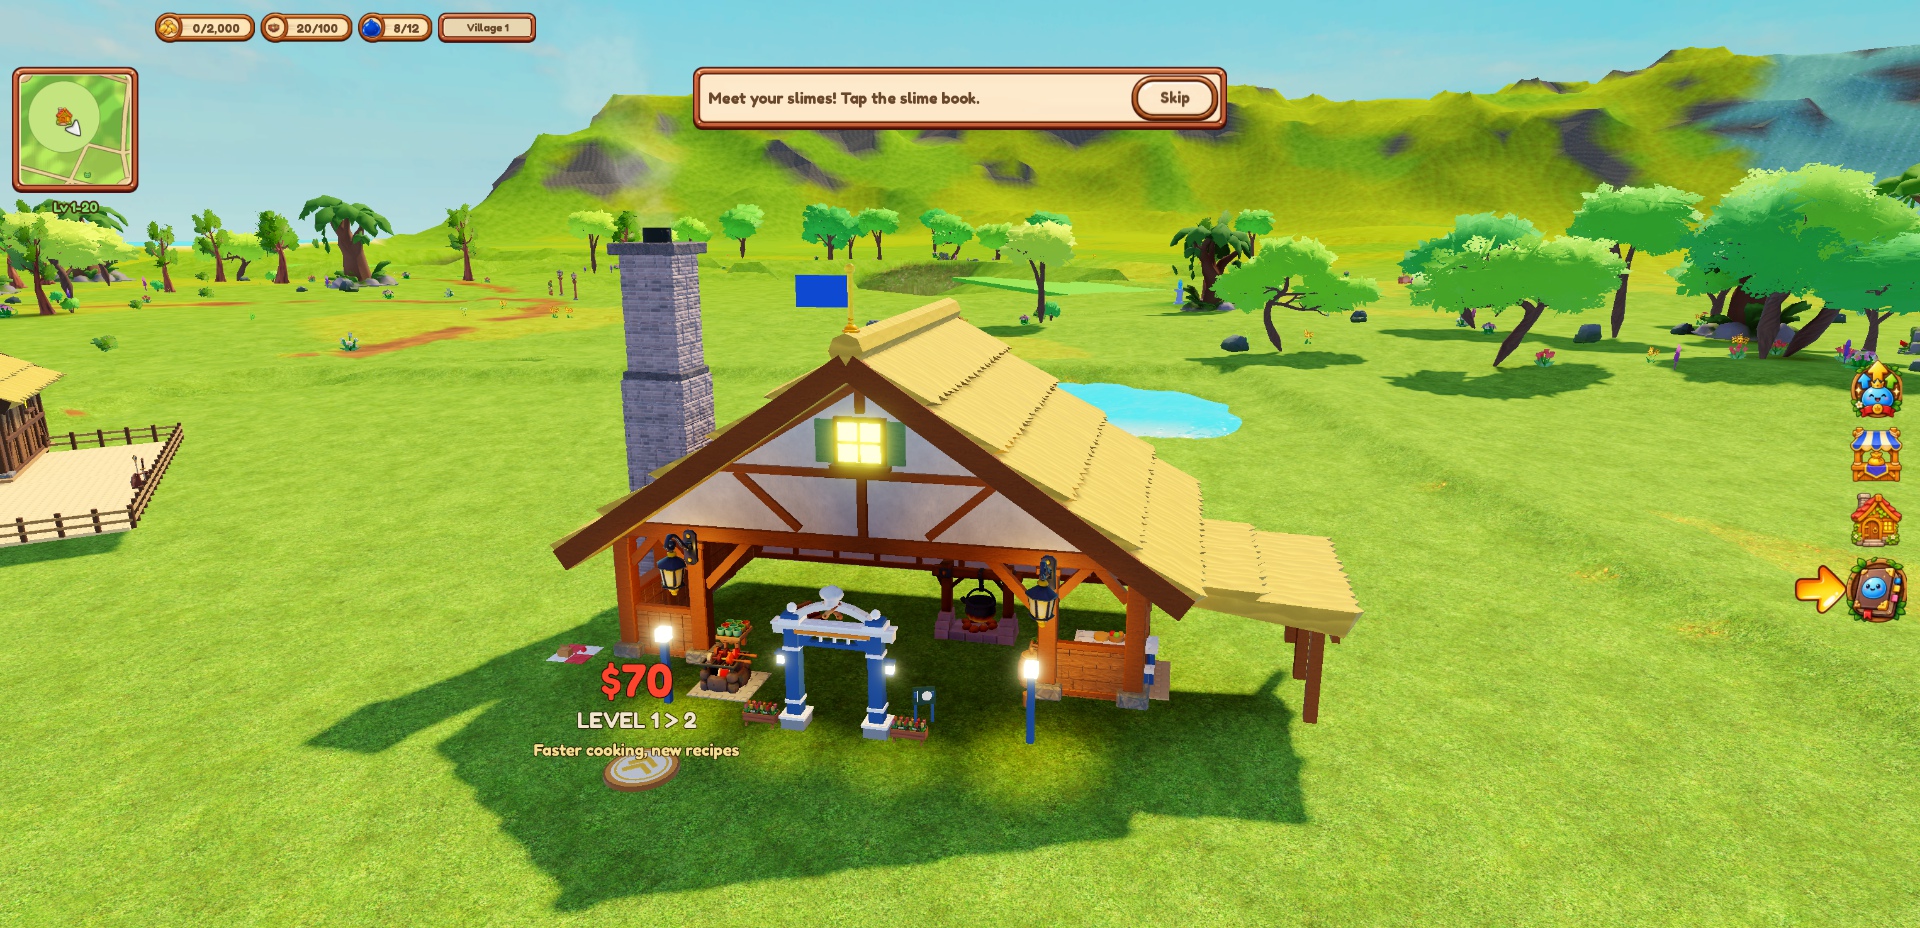 0/2,000
20/100
8/12
Village 1
Meet your slimes! Tap the slime book.
Skip
Lv 1-20
$70
LEVEL 1 > 2
Faster cooking, new recipes